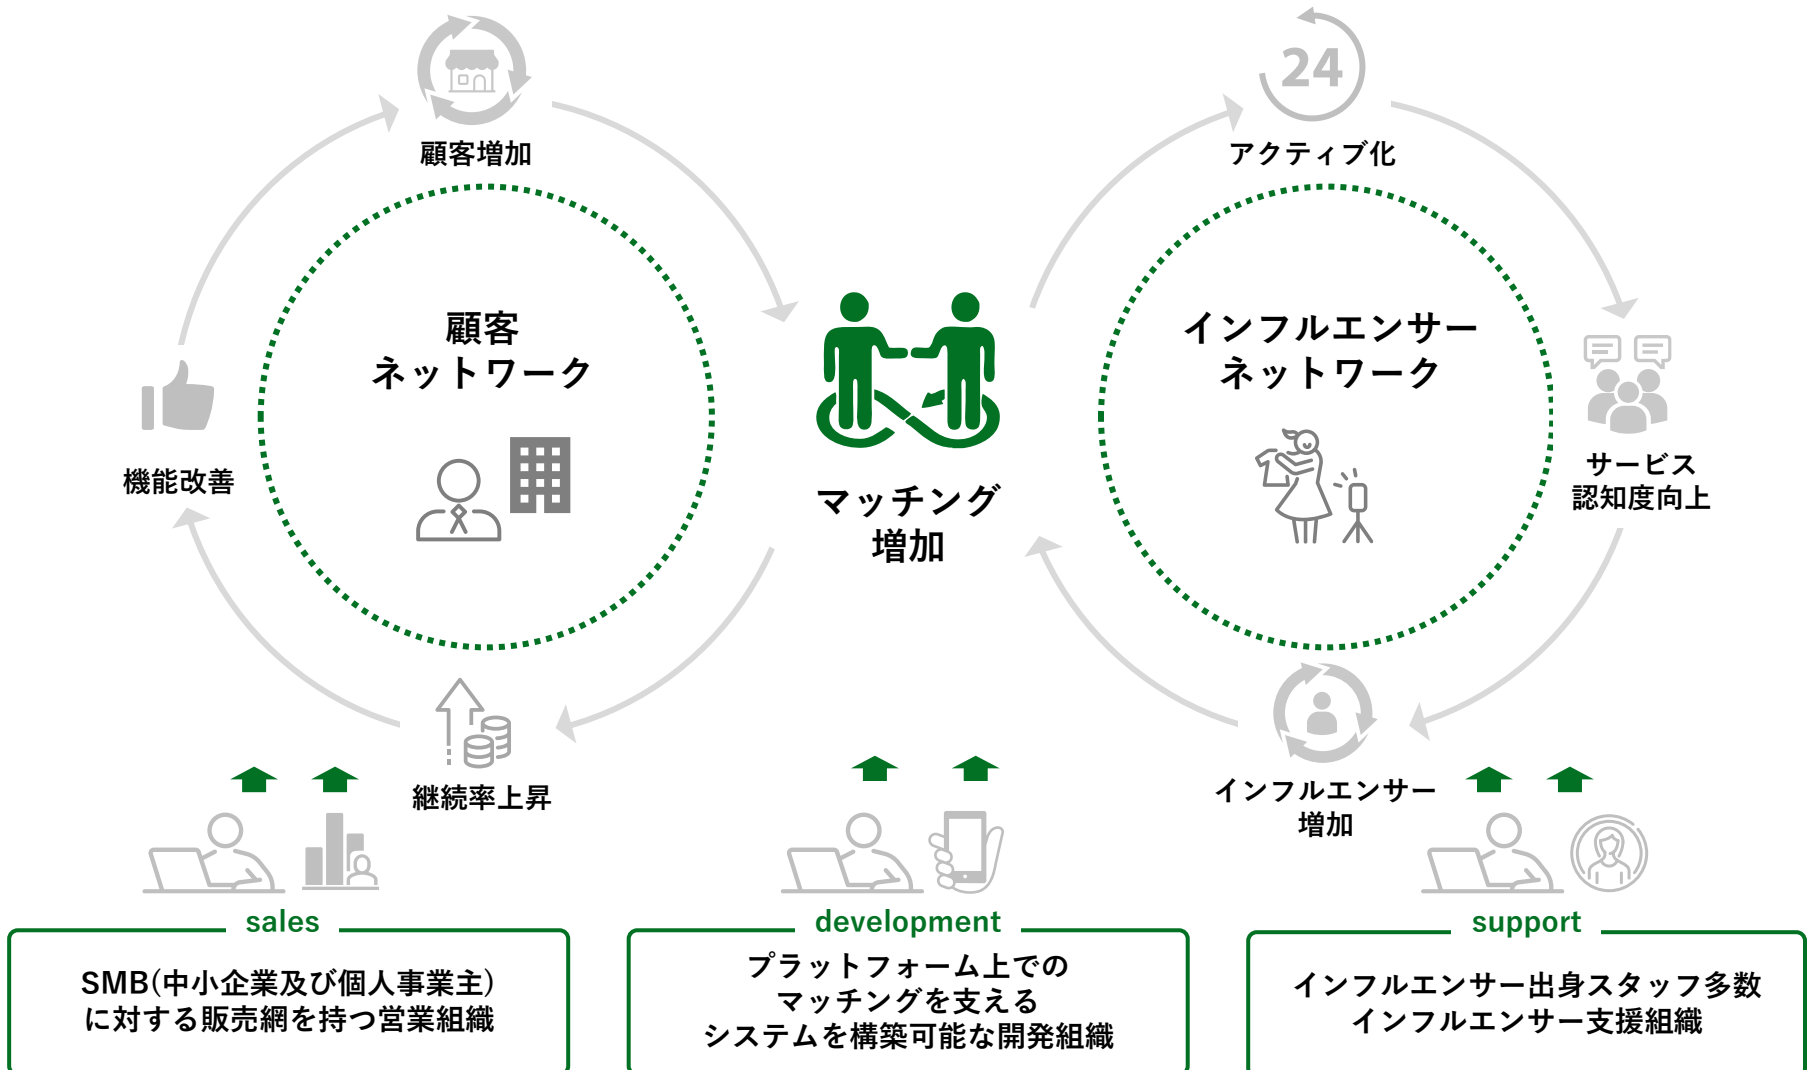 24
顧客増加
アクティブ化
顧客
ネットワーク
インフルエンサー
ネットワーク
機能改善
マッチング
増加
サービス
認知度向上
継続率上昇
インフルエンサー
増加
sales
SMB(中小企業及び個人事業主)
に対する販売網を持つ営業組織
development
プラットフォーム上での
マッチングを支える
システムを構築可能な開発組織
support
インフルエンサー出身スタッフ多数
インフルエンサー支援組織